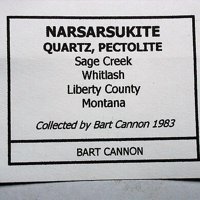 NARSARSUKITE
QUARTZ, PECTOLITE
Sage Creek
Whitlash
Liberty County
Montana
Collected by Bart Cannon 1983
BART CANNON